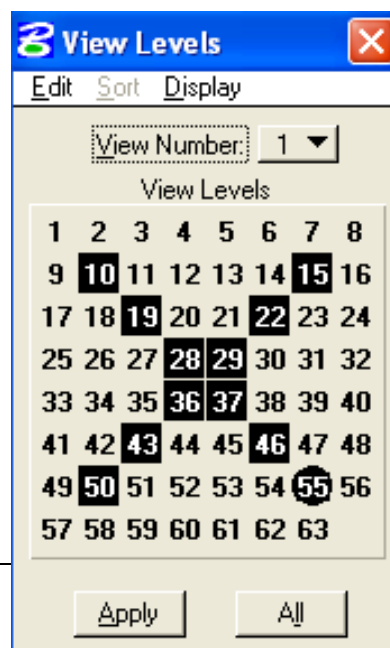 View Levels
Edit Sort Display
View Number: 1
View Levels
1 2 3 4 5 6 7 8
9 10 11 12 13 14 15 16
17 18 19 20 21 22 23 24
25 26 27 28 29 30 31 32
33 34 35 36 37 38 39 40
41 42 43 44 45 46 47 48
49 50 51 52 53 54 55 56
57 58 59 60 61 62 63
Apply All